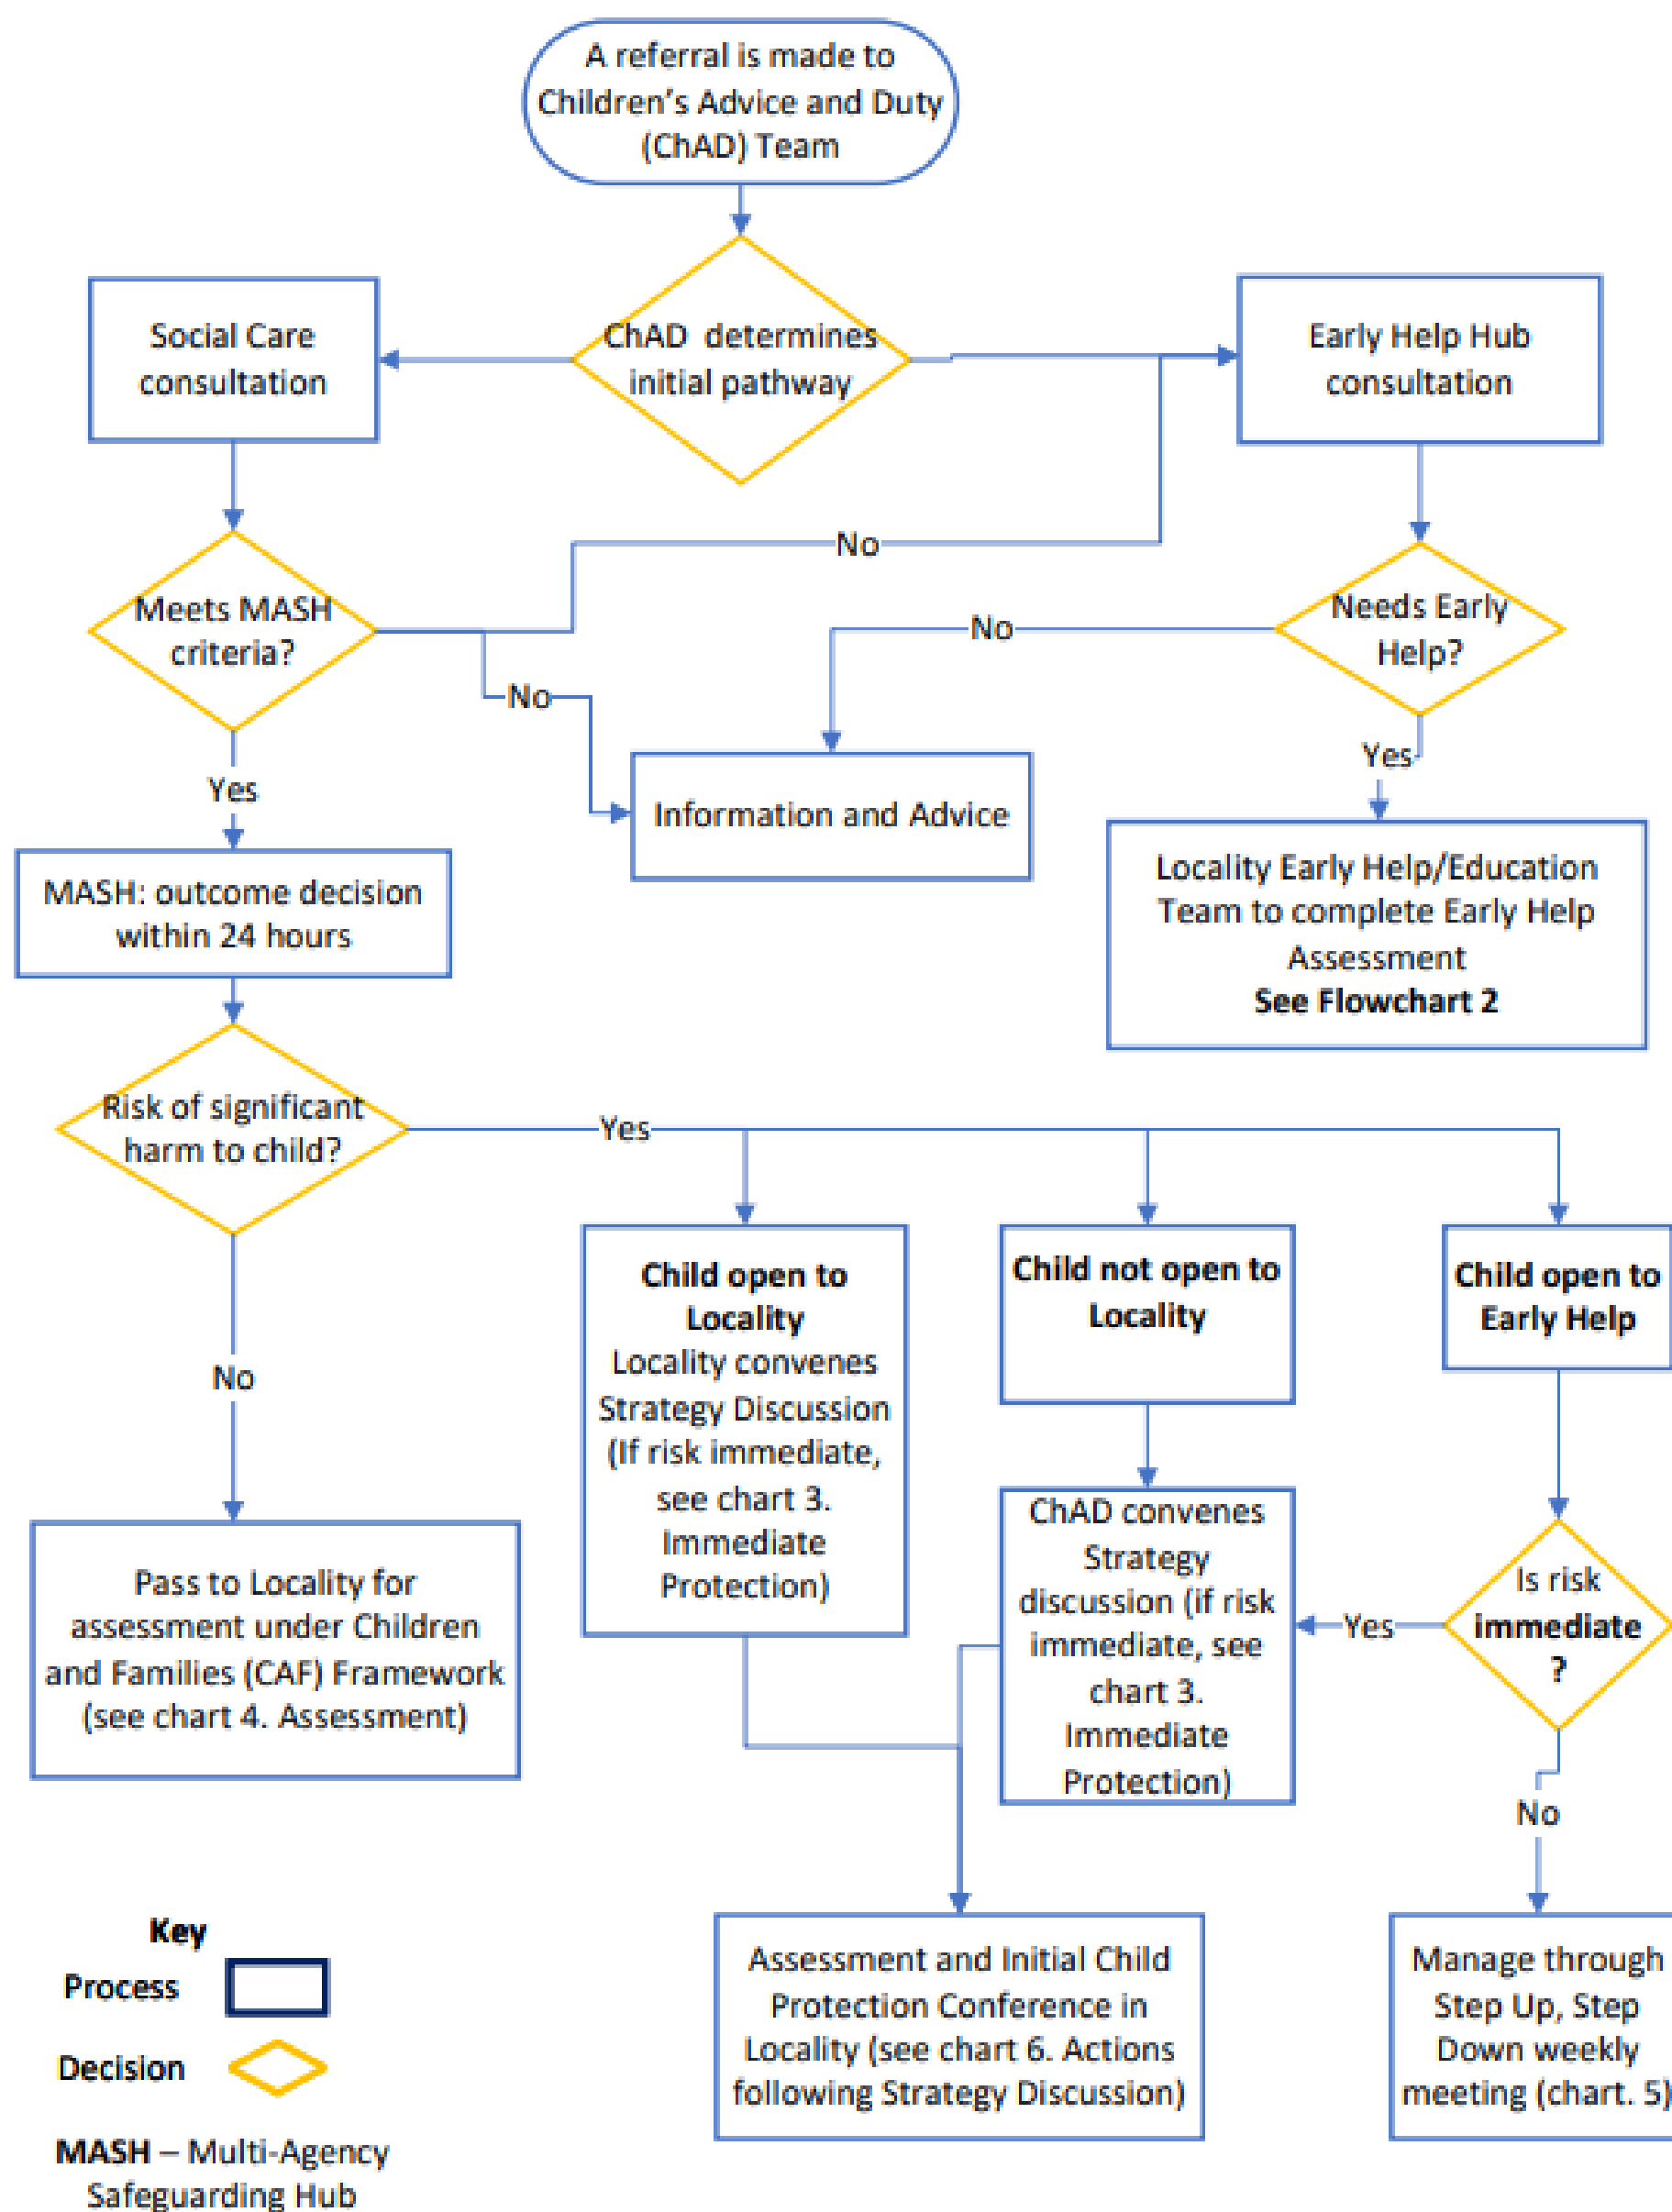 A referral is made to
Children's Advice and Duty
(ChAD) Team
Social Care
consultation
ChAD determines
initial pathway
Early Help Hub
consultation
No
Meets MASH
criteria?
No
Needs Early
Help?
No
Yes
Yes
Information and Advice
MASH: outcome decision
within 24 hours
Locality Early Help/Education
Team to complete Early Help
Assessment
See Flowchart 2
Risk of significant
harm to child?
Yes
No
Child open to
Locality
Locality convenes
Strategy Discussion
(If risk immediate,
see chart 3.
Immediate
Protection)
Child not open to
Locality
Child open to
Early Help
ChAD convenes
Strategy
discussion (if risk
immediate, see
chart 3.
Immediate
Protection)
Yes
Is risk
immediate
?
No
Pass to Locality for
assessment under Children
and Families (CAF) Framework
(see chart 4. Assessment)
Assessment and Initial Child
Protection Conference in
Locality (see chart 6. Actions
following Strategy Discussion)
Manage through
Step Up, Step
Down weekly
meeting (chart. 5)
Key
Process
Decision
MASH – Multi-Agency
Safeguarding Hub